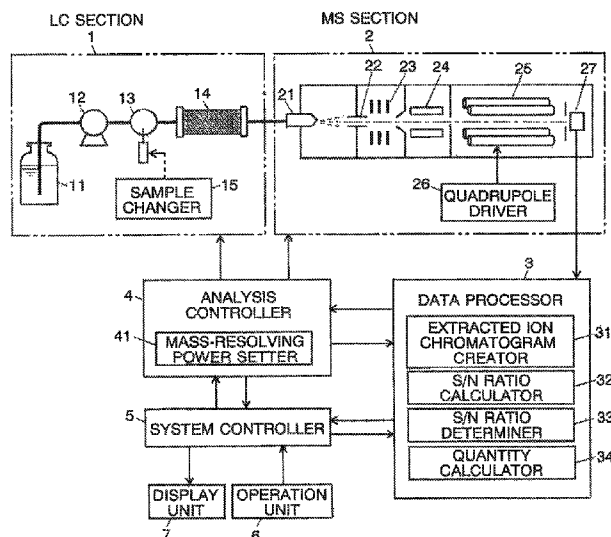 LC SECTION
1
MS SECTION
2
12
13
14
21
22
23
24
25
27
11
SAMPLE
CHANGER
15
26
QUADRUPOLE
DRIVER
3
4
ANALYSIS
CONTROLLER
41
MASS-RESOLVING
POWER SETTER
DATA PROCESSOR
EXTRACTED ION
CHROMATOGRAM
CREATOR
31
S/N RATIO
CALCULATOR
32
S/N RATIO
DETERMINER
33
QUANTITY
CALCULATOR
34
5
SYSTEM CONTROLLER
DISPLAY
UNIT
7
OPERATION
UNIT
6